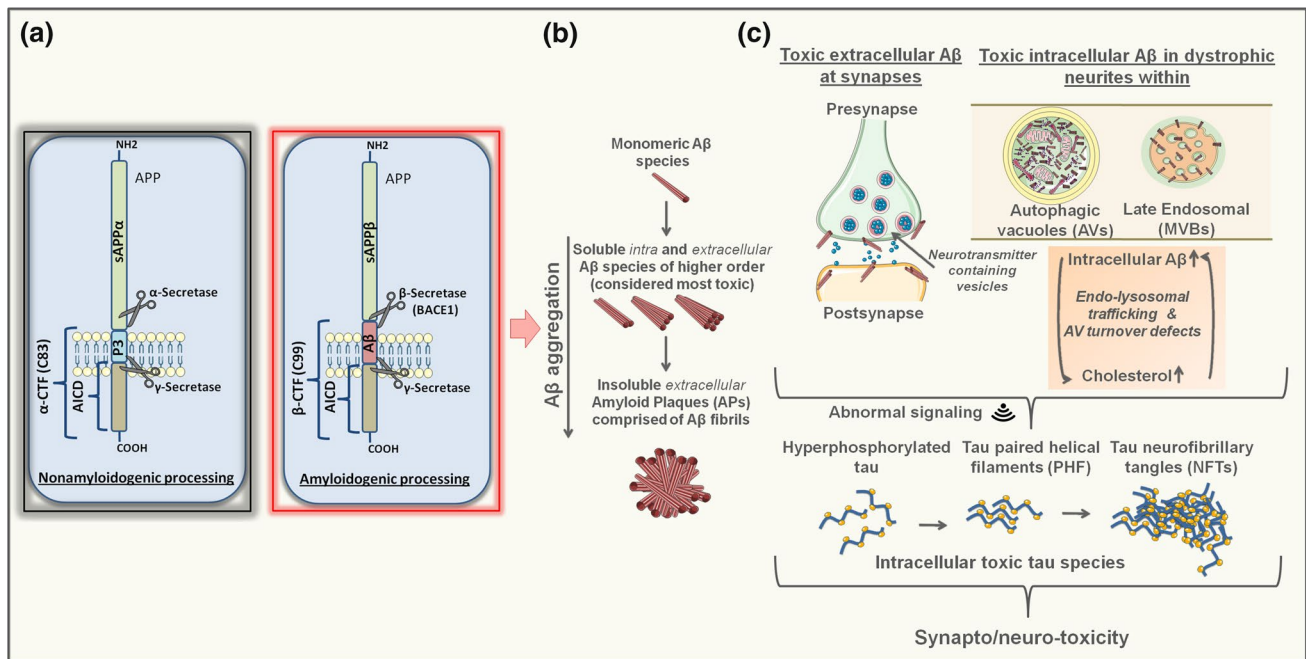 (a)
NH2
APP
sAPPα
α-Secretase
P3
γ-Secretase
α-CTF (C83)
AICD
COOH
Nonamyloidogenic processing
NH2
APP
sAPPβ
β-Secretase
(BACE1)
Aβ
γ-Secretase
β-CTF (C99)
AICD
COOH
Amyloidogenic processing
(b)
Monomeric Aβ
species
Aβ aggregation
Soluble intra and extracellular
Aβ species of higher order
(considered most toxic)
Insoluble extracellular
Amyloid Plaques (APs)
comprised of Aβ fibrils
(c)
Toxic extracellular Aβ
at synapses
Presynapse
Neurotransmitter
containing
vesicles
Postsynapse
Toxic intracellular Aβ in dystrophic
neurites within
Autophagic
vacuoles (AVs)
Late Endosomal
(MVBs)
Intracellular Aβ
Endo-lysosomal
trafficking &
AV turnover defects
Cholesterol
Abnormal signaling
Hyperphosphorylated
tau
Tau paired helical
filaments (PHF)
Tau neurofibrillary
tangles (NFTs)
Intracellular toxic tau species
Synapto/neuro-toxicity